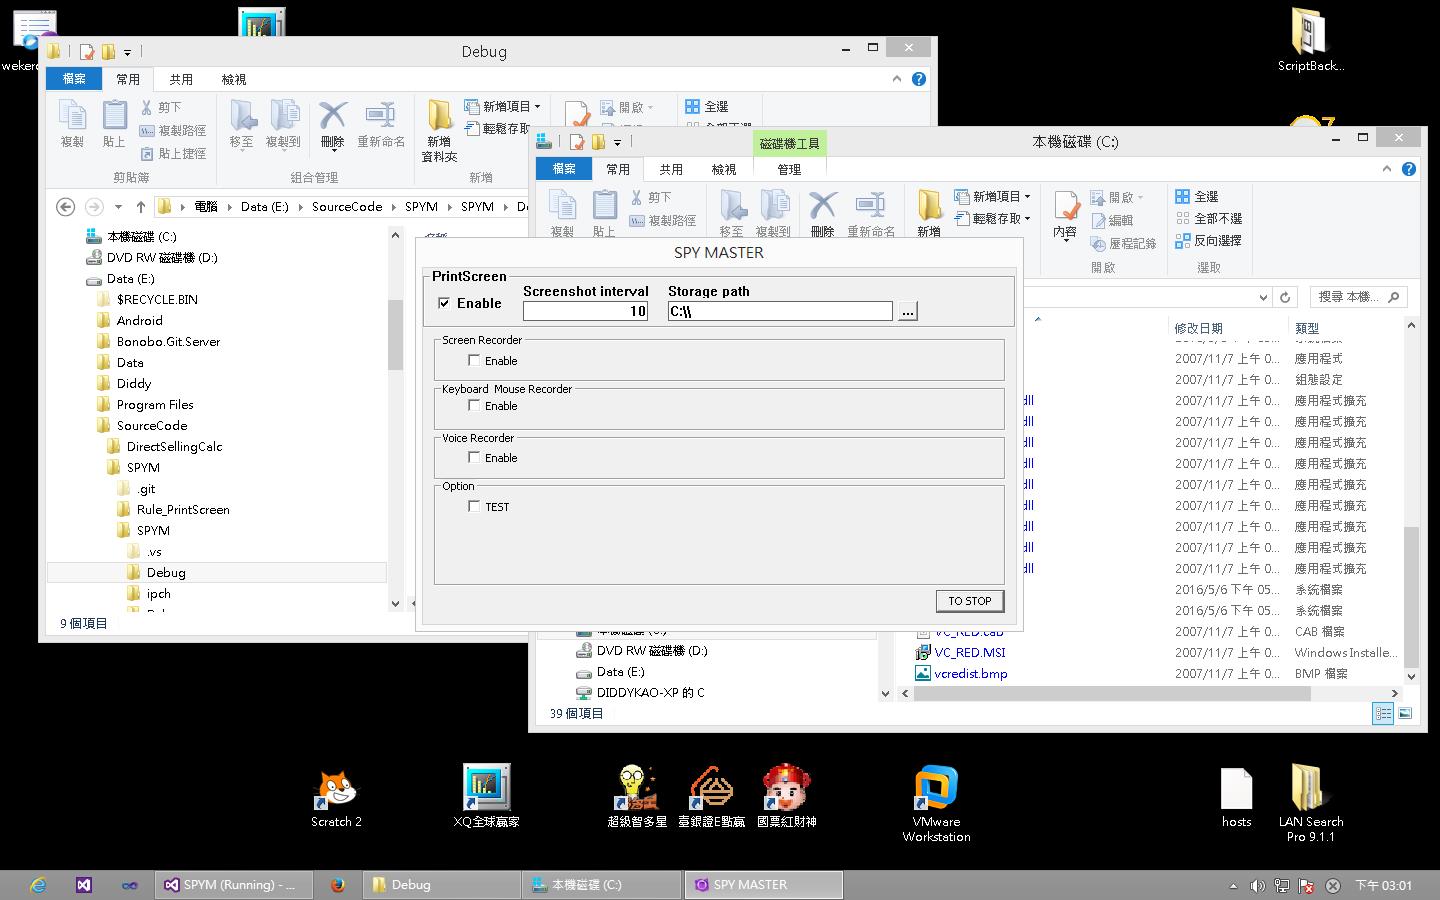 weker
ScriptBack...
Debug
檔案
常用
共用
檢視
複製
貼上
剪下
複製路徑
貼上捷徑
剪貼簿
移至
複製到
刪除
重新命名
組合管理
新增
資料夾
新增項目
輕鬆存取
新增
開啟
全選
電腦
Data (E:)
SourceCode
SPYM
SPYM
本機磁碟 (C:)
DVD RW 磁碟機 (D:)
Data (E:)
$RECYCLE.BIN
Android
Bonobo.Git.Server
Data
Diddy
Program Files
SourceCode
DirectSellingCalc
SPYM
.git
Rule_PrintScreen
SPYM
.vs
Debug
ipch
9 個項目
磁碟機工具
本機磁碟 (C:)
檔案
常用
共用
檢視
管理
複製
貼上
剪下
複製路徑
移至
複製到
刪除
重新命名
新增
新增項目
輕鬆存取
內容
開啟
編輯
歷程記錄
開啟
全選
全部不選
反向選擇
選取
搜尋 本機...
修改日期
類型
2007/11/7 上午 0...
應用程式
2007/11/7 上午 0...
組態設定
dll
2007/11/7 上午 0...
應用程式擴充
dll
2007/11/7 上午 0...
應用程式擴充
dll
2007/11/7 上午 0...
應用程式擴充
dll
2007/11/7 上午 0...
應用程式擴充
dll
2007/11/7 上午 0...
應用程式擴充
dll
2007/11/7 上午 0...
應用程式擴充
dll
2007/11/7 上午 0...
應用程式擴充
dll
2007/11/7 上午 0...
應用程式擴充
dll
2007/11/7 上午 0...
應用程式擴充
2016/5/6 下午 05...
系統檔案
2016/5/6 下午 05...
系統檔案
VC_RED.cab
2007/11/7 上午 0...
CAB 檔案
VC_RED.MSI
2007/11/7 上午 0...
Windows Installe...
vcredist.bmp
2007/11/7 上午 0...
BMP 檔案
本機磁碟 (C:)
DVD RW 磁碟機 (D:)
Data (E:)
DIDDYKAO-XP 的 C
39 個項目
SPY MASTER
PrintScreen
Enable
Screenshot interval
10
Storage path
C:\\
...
Screen Recorder
Enable
Keyboard Mouse Recorder
Enable
Voice Recorder
Enable
Option
TEST
TO STOP
Scratch 2
XQ全球贏家
超級智多星
臺銀證E點贏
國票紅財神
VMware
Workstation
hosts
LAN Search
Pro 9.1.1
SPYM (Running) - ...
Debug
本機磁碟 (C:)
SPY MASTER
下午 03:01